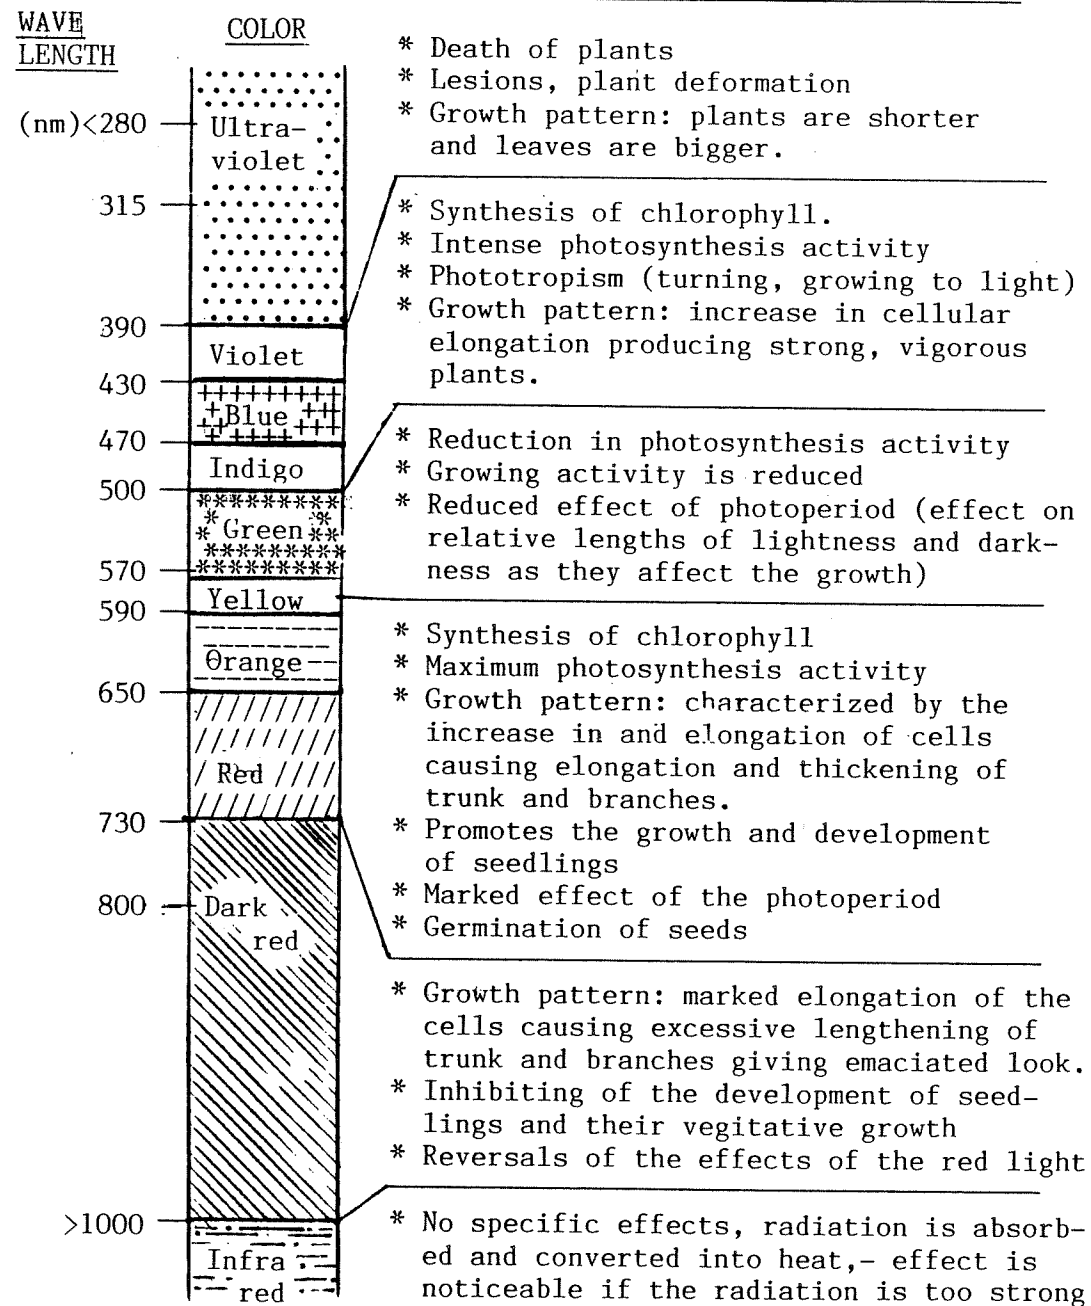 WAVE
LENGTH
COLOR
(nm)<280
315
390
430
470
500
570
590
650
730
800
>1000
Ultra-
violet
Violet
Blue
Indigo
Green
Yellow
Orange
Red
Dark
red
Infra
red
* Death of plants
* Lesions, plant deformation
* Growth pattern: plants are shorter
and leaves are bigger.
* Synthesis of chlorophyll.
* Intense photosynthesis activity
* Phototropism (turning, growing to light)
* Growth pattern: increase in cellular
elongation producing strong, vigorous
plants.
* Reduction in photosynthesis activity
* Growing activity is reduced
* Reduced effect of photoperiod (effect on
relative lengths of lightness and dark-
ness as they affect the growth)
* Synthesis of chlorophyll
* Maximum photosynthesis activity
* Growth pattern: characterized by the
increase in and elongation of cells
causing elongation and thickening of
trunk and branches.
* Promotes the growth and development
of seedlings
* Marked effect of the photoperiod
* Germination of seeds
* Growth pattern: marked elongation of the
cells causing excessive lengthening of
trunk and branches giving emaciated look.
* Inhibiting of the development of seed-
lings and their vegitative growth
* Reversals of the effects of the red light
* No specific effects, radiation is absorb-
ed and converted into heat,- effect is
noticeable if the radiation is too strong